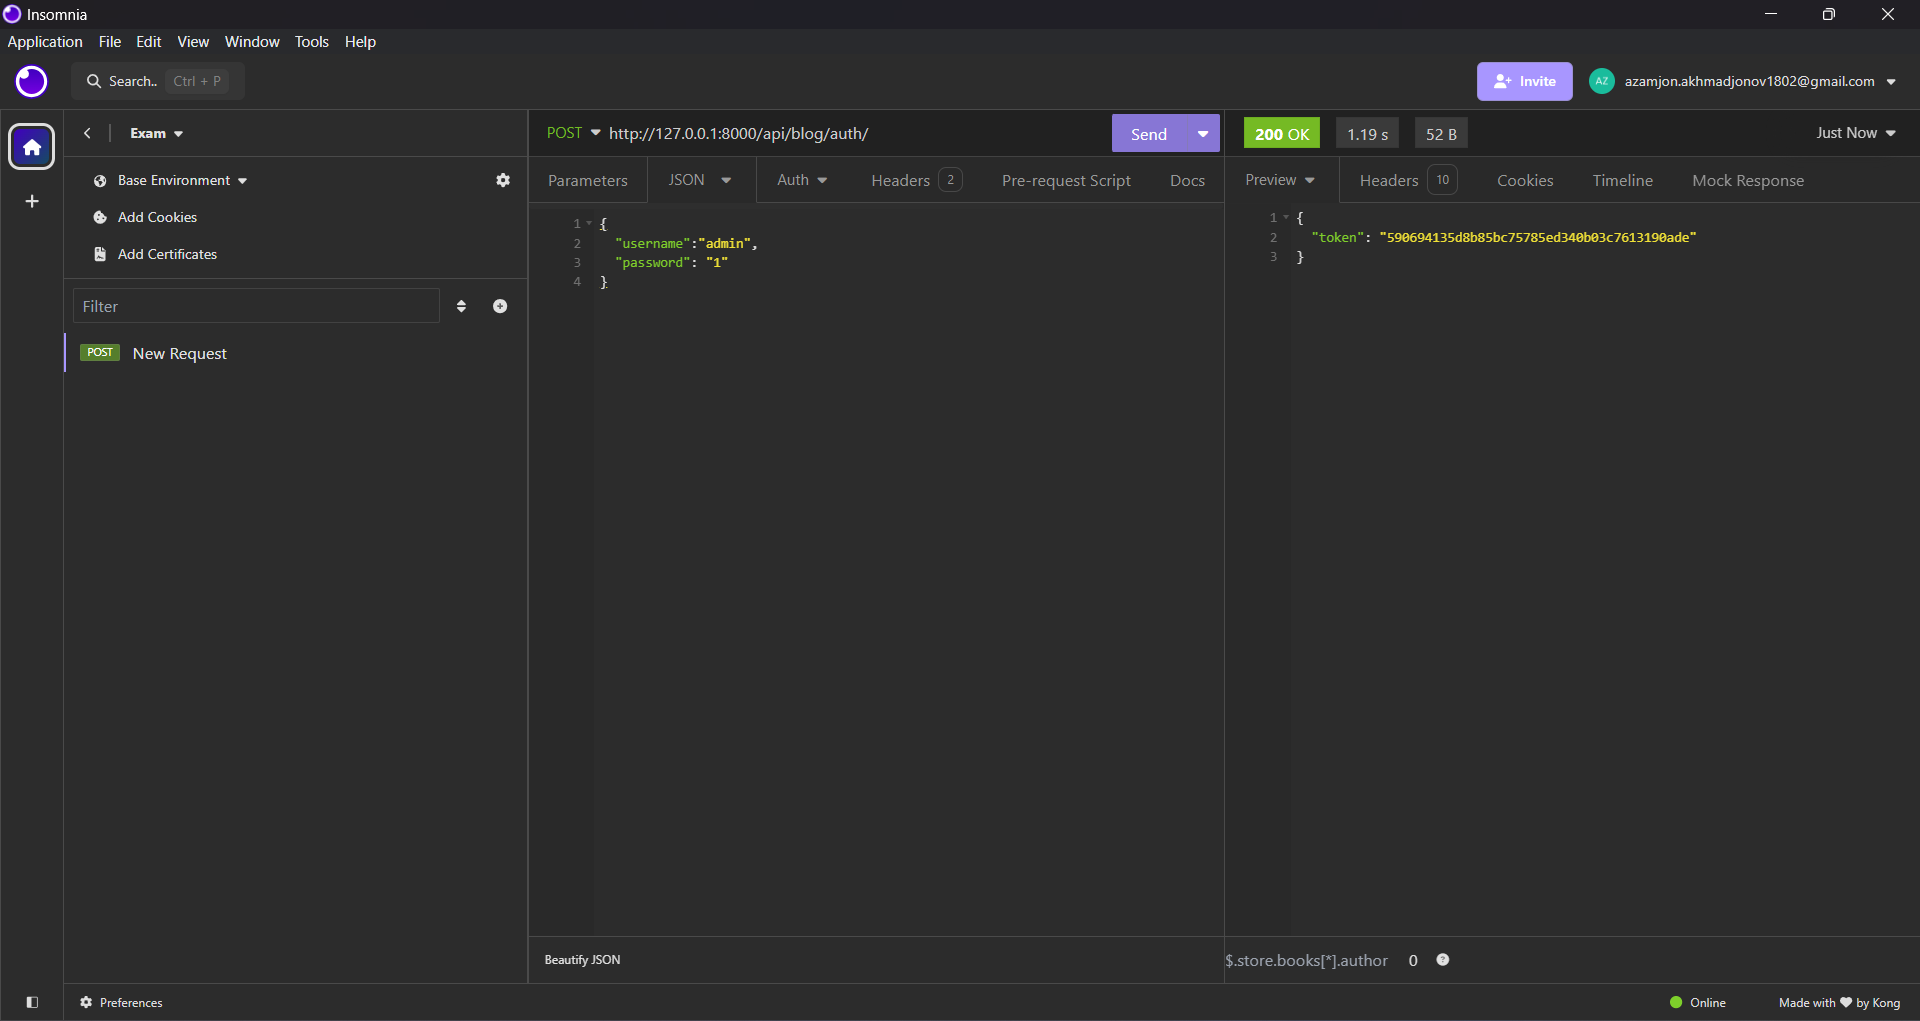 Insomnia
Application File Edit View Window Tools Help
Search.. Ctrl + P
Invite
AZ azamjon.akhmadjonov1802@gmail.com
Exam
Base Environment
Add Cookies
Add Certificates
Filter
POST New Request
POST http://127.0.0.1:8000/api/blog/auth/
Send
Parameters JSON Auth Headers 2 Pre-request Script Docs
1 {
2 "username":"admin",
3 "password": "1"
4 }
Beautify JSON
200 OK 1.19 s 52 B
Just Now
Preview Headers 10 Cookies Timeline Mock Response
1 {
2 "token": "590694135d8b85bc75785ed340b03c7613190ade"
3 }
$.store.books[*].author 0 ?
Preferences
Online
Made with ❤ by Kong